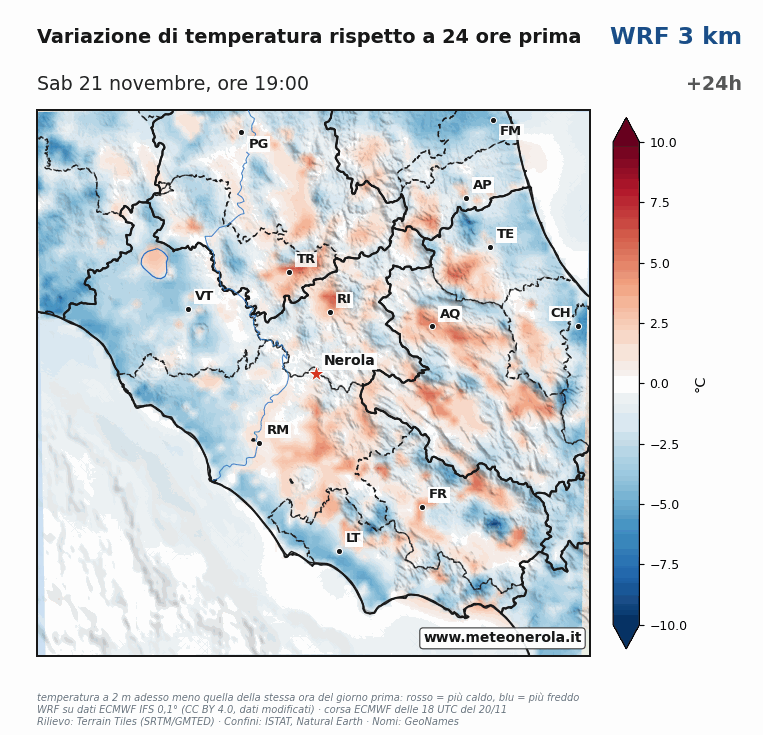 Variazione di temperatura rispetto a 24 ore prima WRF 3 km
Sab 21 novembre, ore 19:00 +24h
FM
PG
AP
TE
TR
VT
RI
AQ
CH
Nerola
RM
FR
LT
www.meteonerola.it
10.0
7.5
5.0
2.5
0.0
−2.5
−5.0
−7.5
−10.0
°C
temperatura a 2 m adesso meno quella della stessa ora del giorno prima: rosso = più caldo, blu = più freddo
WRF su dati ECMWF IFS 0,1° (CC BY 4.0, dati modificati) · corsa ECMWF delle 18 UTC del 20/11
Rilievo: Terrain Tiles (SRTM/GMTED) · Confini: ISTAT, Natural Earth · Nomi: GeoNames